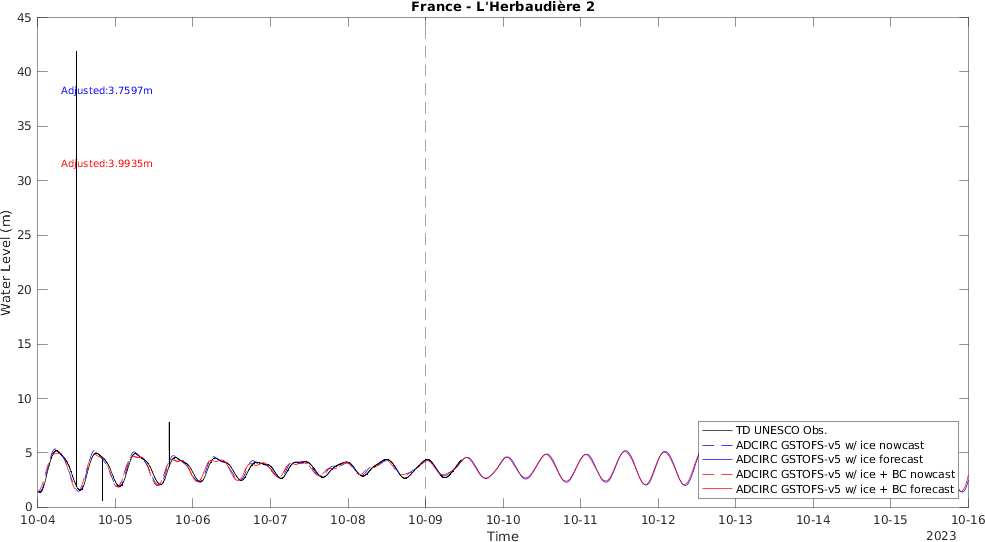 France - L'Herbaudière 2
45
40
35
30
25
20
15
10
5
0
Water Level (m)
Adjusted:3.7597m
Adjusted:3.9935m
TD UNESCO Obs.
ADCIRC GSTOFS-v5 w/ ice nowcast
ADCIRC GSTOFS-v5 w/ ice forecast
ADCIRC GSTOFS-v5 w/ ice + BC nowcast
ADCIRC GSTOFS-v5 w/ ice + BC forecast
10-04 10-05 10-06 10-07 10-08 10-09 10-10 10-11 10-12 10-13 10-14 10-15 10-16
Time
2023